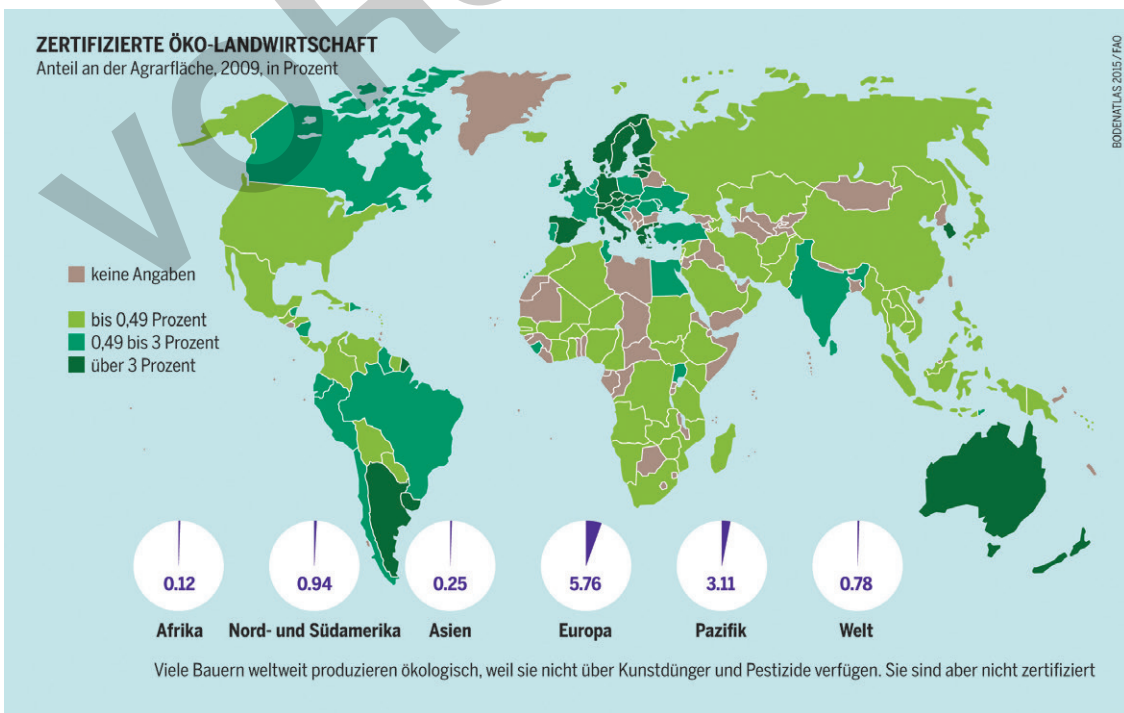 ZERTIFIZIERTE ÖKO-LANDWIRTSCHAFT
Anteil an der Agrarfläche, 2009, in Prozent
BODENATLAS 2015/FAO
keine Angaben
bis 0,49 Prozent
0,49 bis 3 Prozent
über 3 Prozent
0.12
0.94
0.25
5.76
3.11
0.78
Afrika
Nord- und Südamerika
Asien
Europa
Pazifik
Welt
Viele Bauern weltweit produzieren ökologisch, weil sie nicht über Kunstdünger und Pestizide verfügen. Sie sind aber nicht zertifiziert